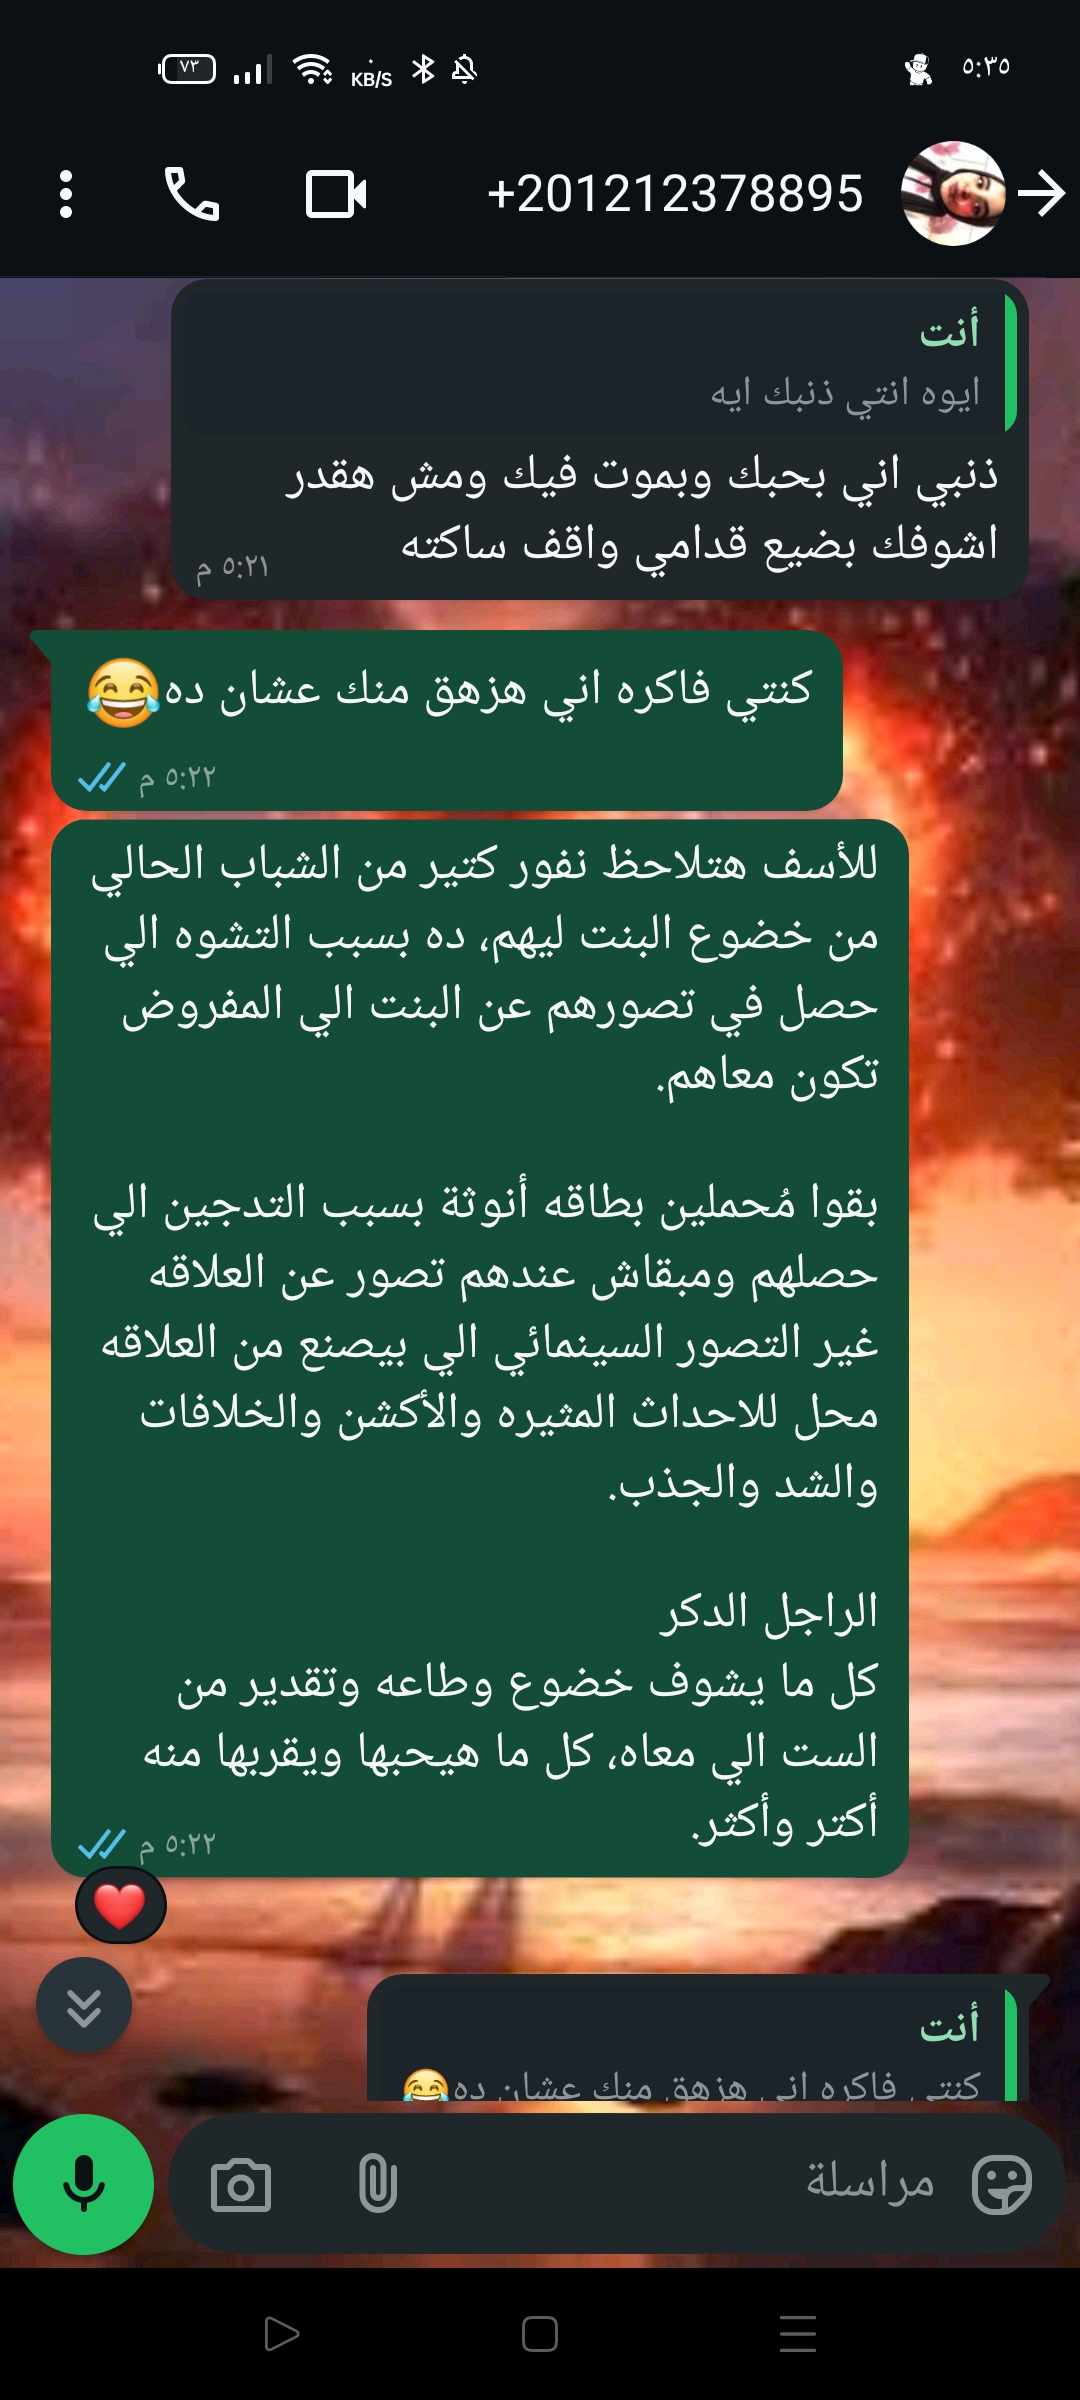 ٥:٣٥
KB/S
٧٣
+201212378895
أنت
ايوه انتي ذنبك ايه
ذنبي اني بحبك وبموت فيك ومش هقدر
اشوفك بضيع قدامي واقف ساكته
٥:٢١ م
كنتي فاكره اني هزهق منك عشان ده😂
٥:٢٢ م
للأسف هتلاحظ نفور كتير من الشباب الحالي
من خضوع البنت ليهم، ده بسبب التشوه الي
حصل في تصورهم عن البنت الي المفروض
تكون معاهم.
بقوا مُحملين بطاقه أنوثة بسبب التدجين الي
حصلهم ومبقاش عندهم تصور عن العلاقه
غير التصور السينمائي الي بيصنع من العلاقه
محل للاحداث المثيره والأكشن والخلافات
والشد والجذب.
الراجل الدكر
كل ما يشوف خضوع وطاعه وتقدير من
الست الي معاه، كل ما هيحبها ويقربها منه
أكتر وأكثر.
٥:٢٢ م
أنت
كنتي فاكره اني هزهق منك عشان ده😂
مراسلة